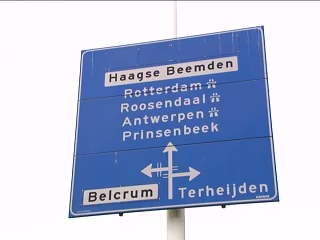 Haagse Beemden
Rotterdam
Roosendaal
Antwerpen
Prinsenbeek
Belcrum Terheijden